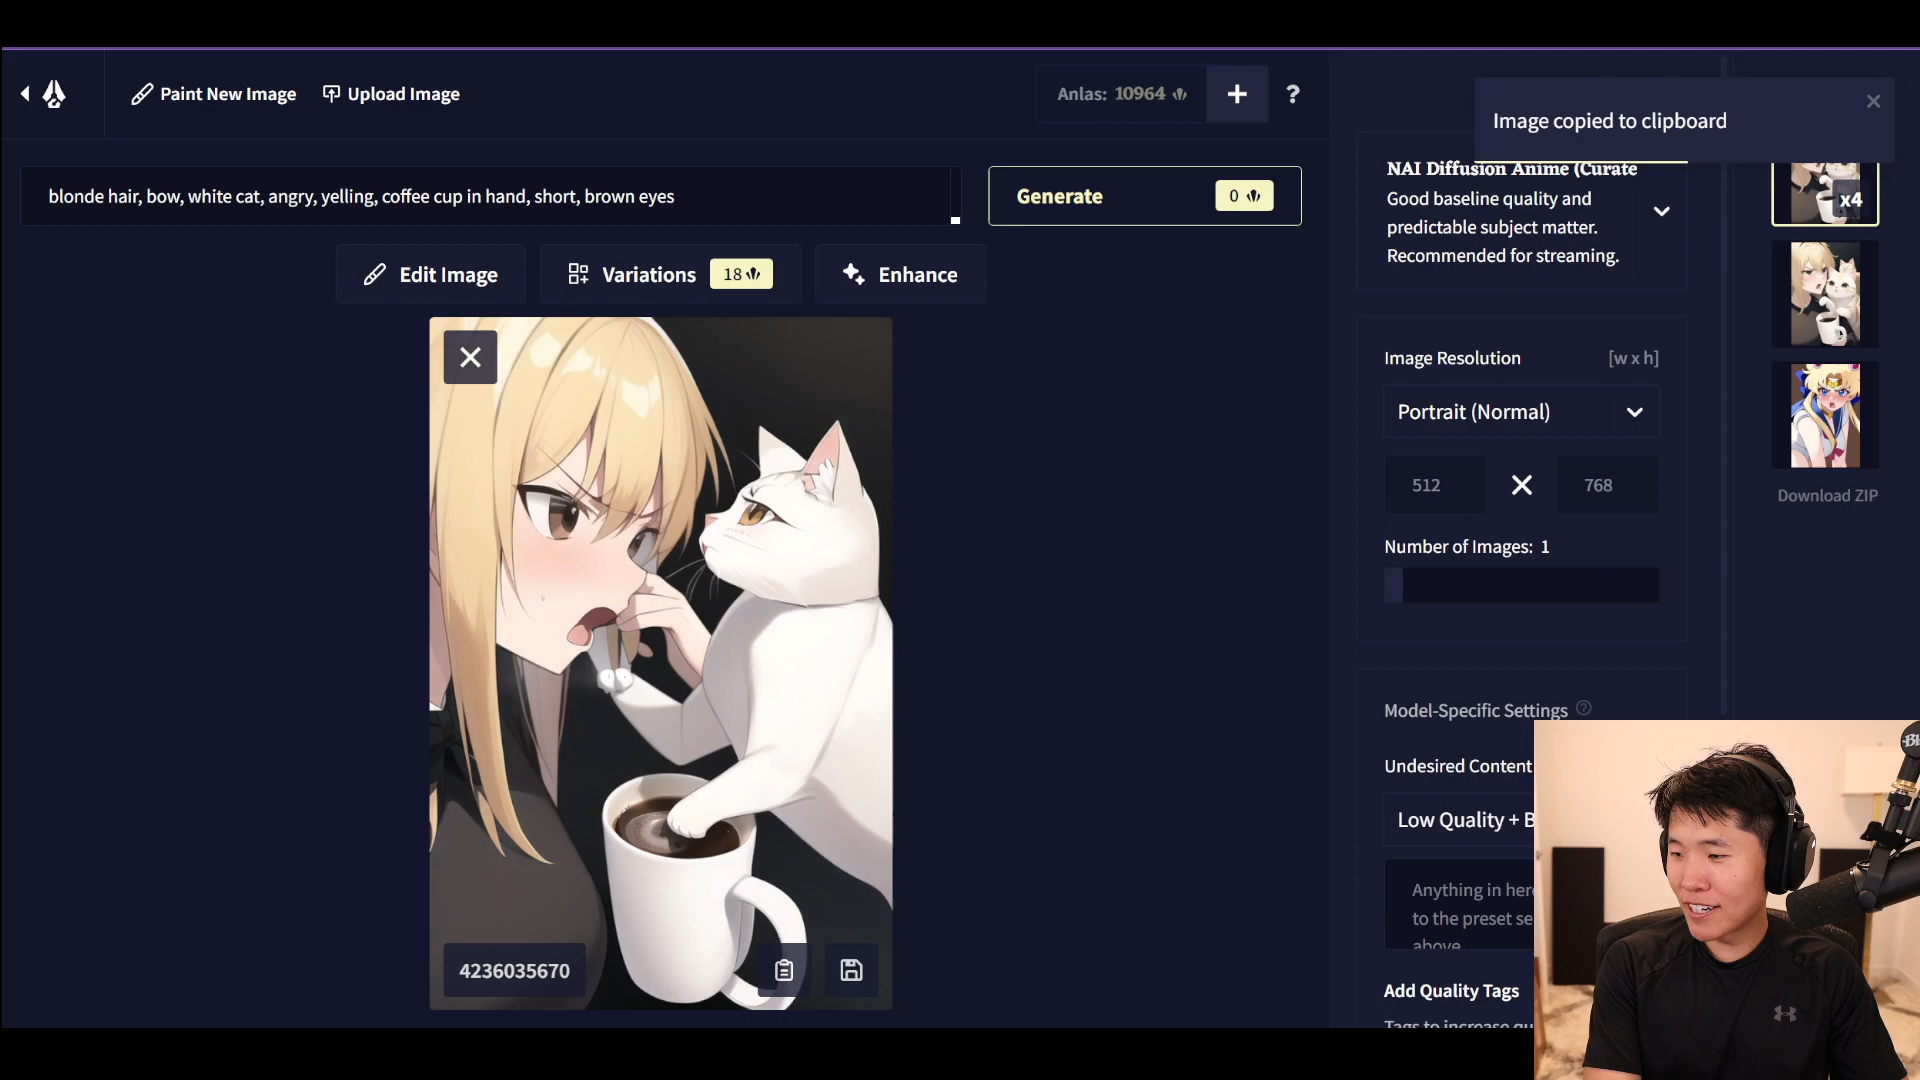 Paint New Image
Upload Image
Anlas: 10964
+
?
Image copied to clipboard
blonde hair, bow, white cat, angry, yelling, coffee cup in hand, short, brown eyes
Generate
0
NAI Diffusion Anime (Curate
Good baseline quality and
predictable subject matter.
Recommended for streaming.
x4
Edit Image
Variations
18
Enhance
Image Resolution
[w x h]
Portrait (Normal)
512
768
Number of Images: 1
Download ZIP
Model-Specific Settings
?
Undesired Content
Low Quality + B
Anything in here
to the preset se
above
4236035670
Add Quality Tags
Tags to increase qu